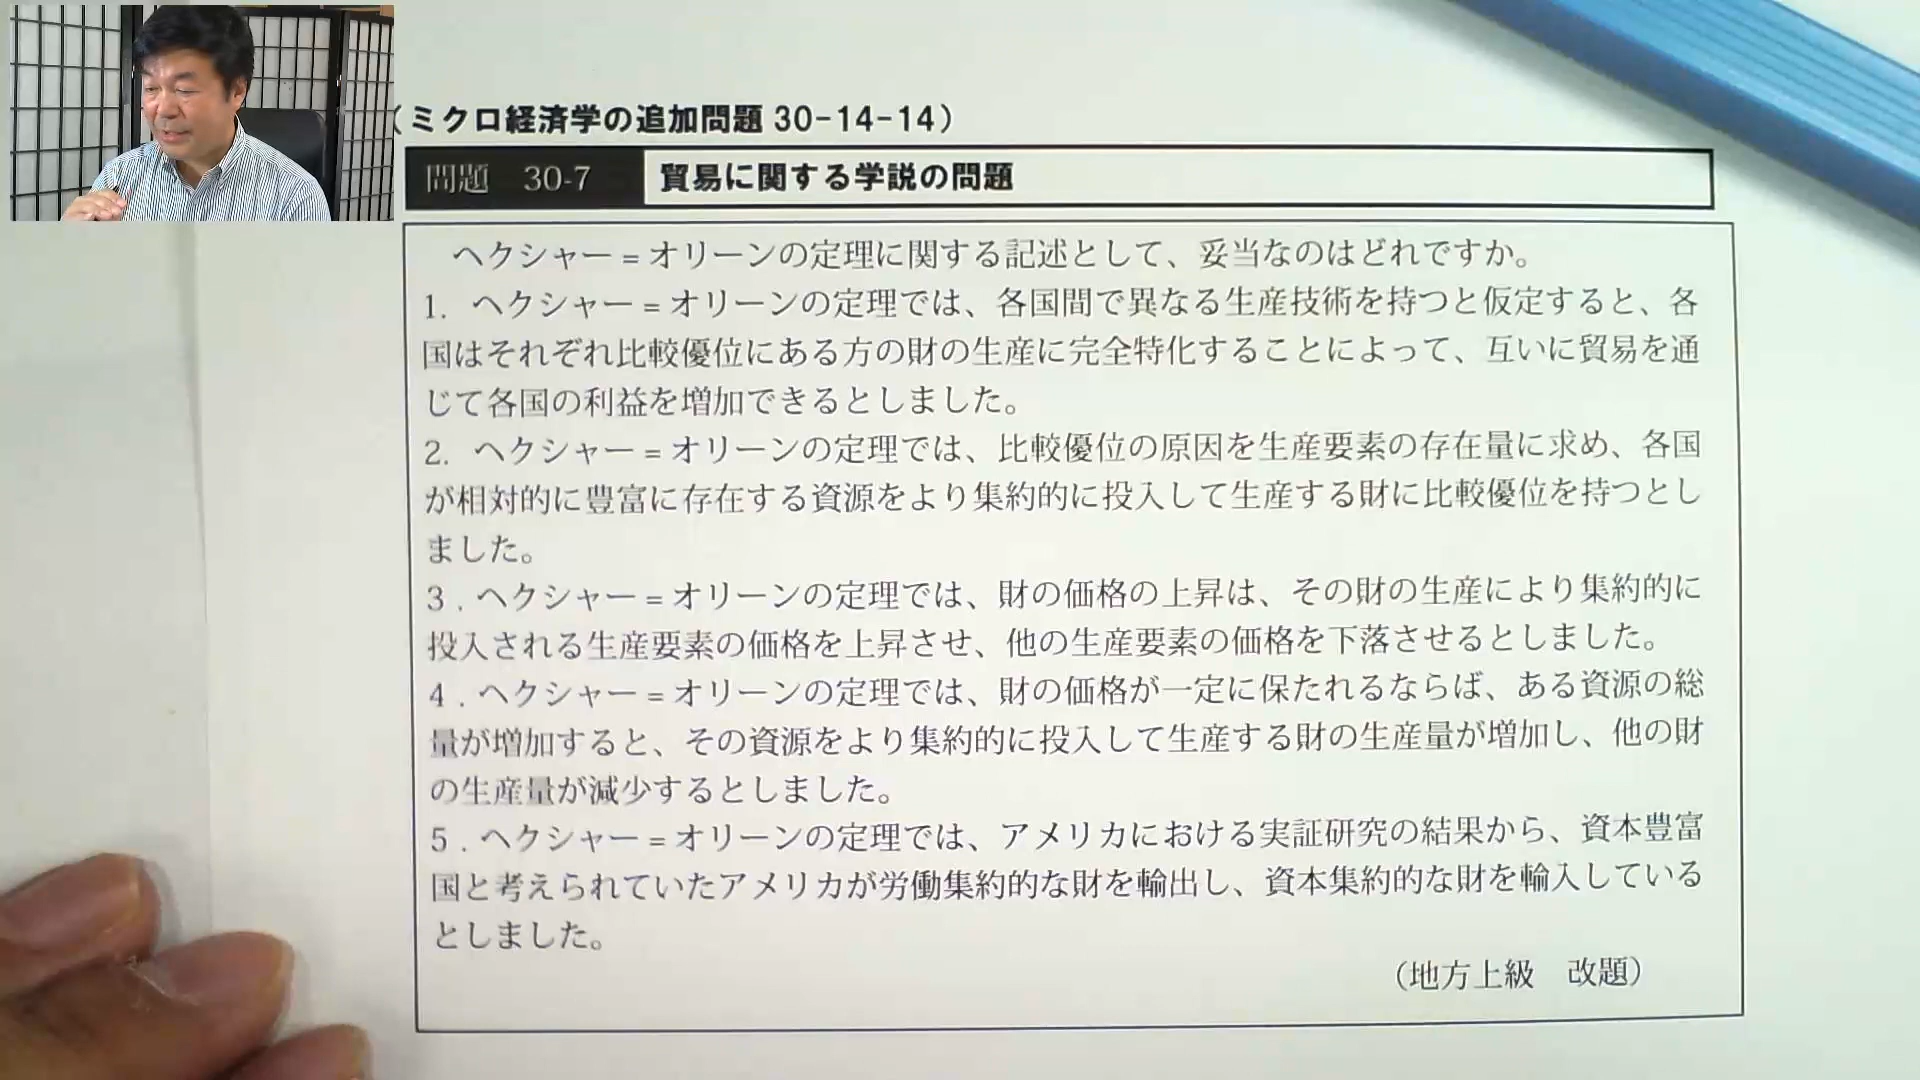 （ミクロ経済学の追加問題 30-14-14）
問題 30-7 貿易に関する学説の問題
ヘクシャー＝オリーンの定理に関する記述として、妥当なのはどれですか。
1. ヘクシャー＝オリーンの定理では、各国間で異なる生産技術を持つと仮定すると、各
国はそれぞれ比較優位にある方の財の生産に完全特化することによって、互いに貿易を通
じて各国の利益を増加できるとしました。
2. ヘクシャー＝オリーンの定理では、比較優位の原因を生産要素の存在量に求め、各国
が相対的に豊富に存在する資源をより集約的に投入して生産する財に比較優位を持つとし
ました。
3．ヘクシャー＝オリーンの定理では、財の価格の上昇は、その財の生産により集約的に
投入される生産要素の価格を上昇させ、他の生産要素の価格を下落させるとしました。
4．ヘクシャー＝オリーンの定理では、財の価格が一定に保たれるならば、ある資源の総
量が増加すると、その資源をより集約的に投入して生産する財の生産量が増加し、他の財
の生産量が減少するとしました。
5．ヘクシャー＝オリーンの定理では、アメリカにおける実証研究の結果から、資本豊富
国と考えられていたアメリカが労働集約的な財を輸出し、資本集約的な財を輸入している
としました。
（地方上級　改題）